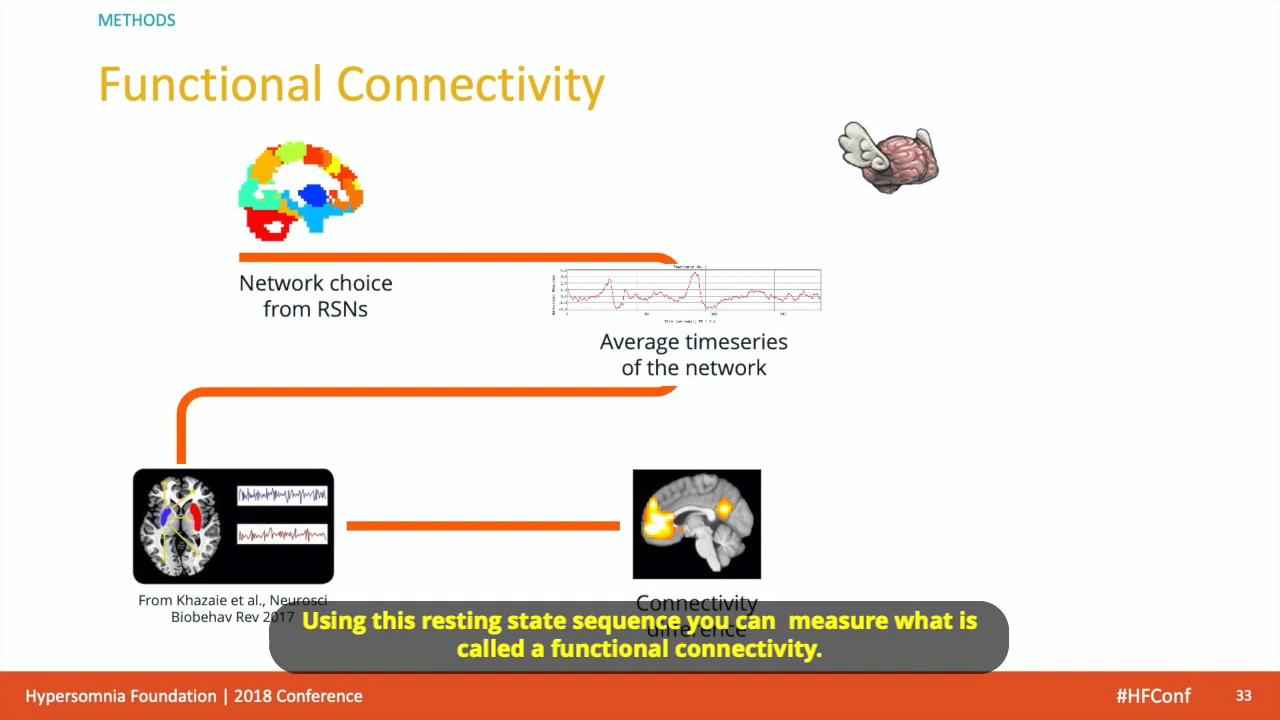 METHODS
Functional Connectivity
Network choice
from RSNs
Average timeseries
of the network
From Khazaie et al., Neurosci
Biobehav Rev 2017
Connectivity
difference
Using this resting state sequence you can measure what is
called a functional connectivity.
Hypersomnia Foundation | 2018 Conference
#HFConf
33